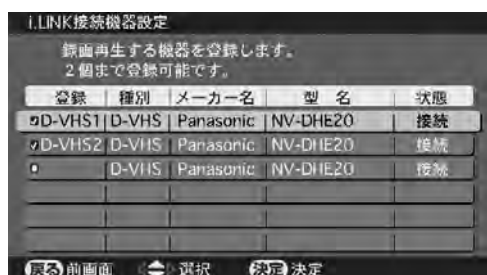 i.LINK接続機器設定
録画再生する機器を登録します。
2個まで登録可能です。
登録 種別 メーカー名 型 名 状態
D-VHS1 D-VHS Panasonic NV-DHE20 接続
D-VHS2 D-VHS Panasonic NV-DHE20 接続
D-VHS Panasonic NV-DHE20 接続
戻る 前画面 選択 決定 決定